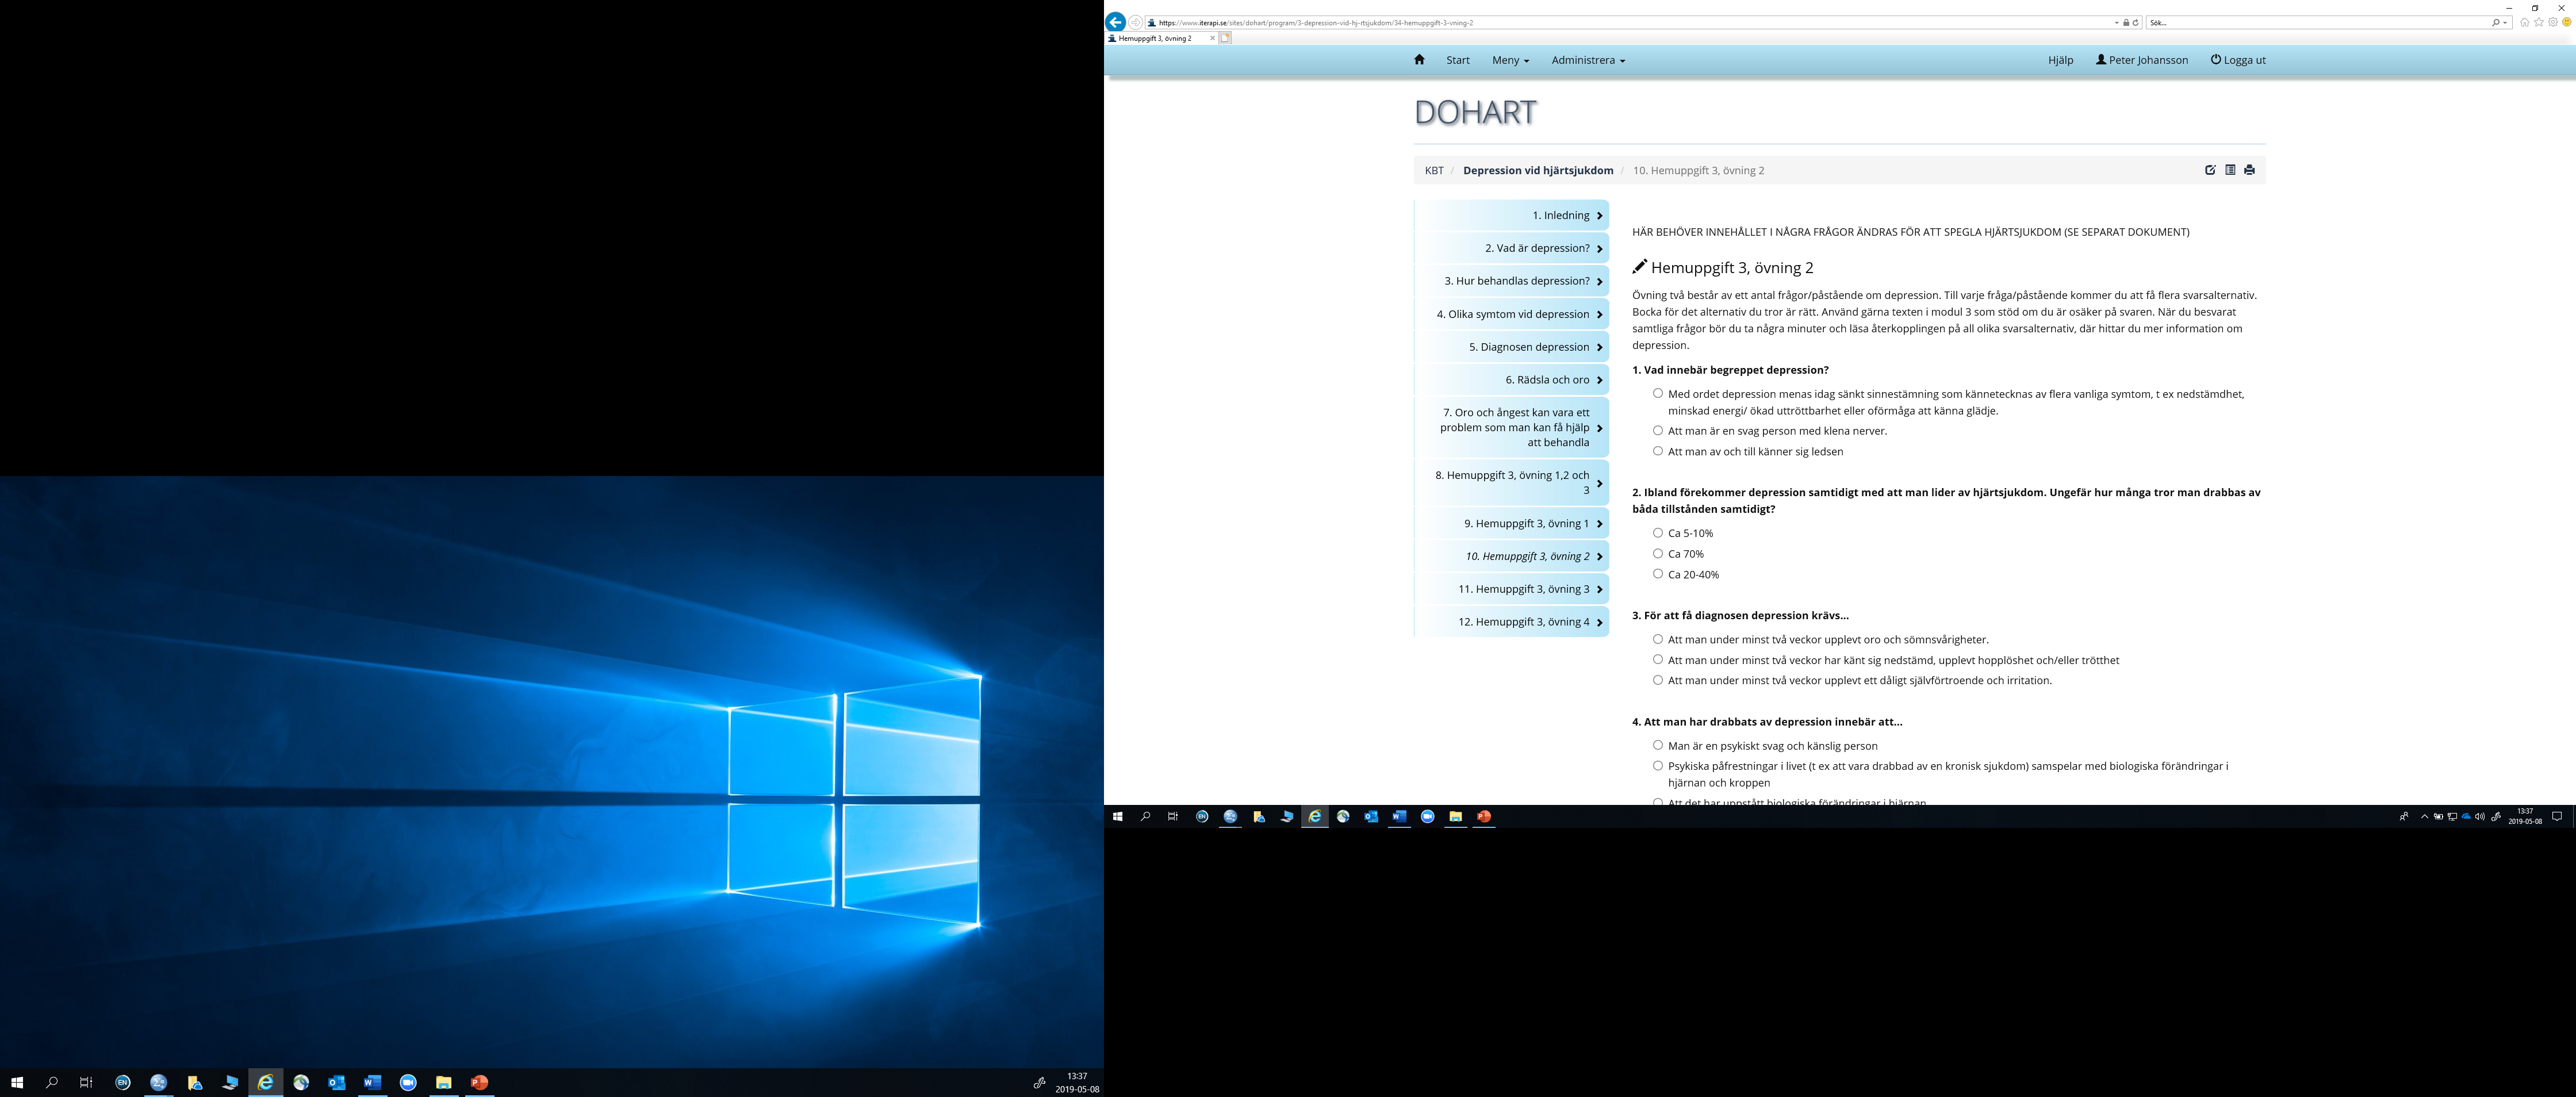 https://www.iterapi.se/sites/dohart/program/3-depression-vid-hj-rtsjukdom/34-hemuppgift-3-vning-2
Sök...
Hemuppgift 3, övning 2
Start Meny Administrera Hjälp Peter Johansson Logga ut
DOHART
KBT / Depression vid hjärtsjukdom / 10. Hemuppgift 3, övning 2
1. Inledning
2. Vad är depression?
3. Hur behandlas depression?
4. Olika symtom vid depression
5. Diagnosen depression
6. Rädsla och oro
7. Oro och ångest kan vara ett
problem som man kan få hjälp
att behandla
8. Hemuppgift 3, övning 1,2 och
3
9. Hemuppgift 3, övning 1
10. Hemuppgift 3, övning 2
11. Hemuppgift 3, övning 3
12. Hemuppgift 3, övning 4
HÄR BEHÖVER INNEHÅLLET I NÅGRA FRÅGOR ÄNDRAS FÖR ATT SPEGLA HJÄRTSJUKDOM (SE SEPARAT DOKUMENT)
Hemuppgift 3, övning 2
Övning två består av ett antal frågor/påstående om depression. Till varje fråga/påstående kommer du att få flera svarsalternativ.
Bocka för det alternativ du tror är rätt. Använd gärna texten i modul 3 som stöd om du är osäker på svaren. När du besvarat
samtliga frågor bör du ta några minuter och läsa återkopplingen på all olika svarsalternativ, där hittar du mer information om
depression.
1. Vad innebär begreppet depression?
Med ordet depression menas idag sänkt sinnestämning som kännetecknas av flera vanliga symtom, t ex nedstämdhet,
minskad energi/ ökad uttröttbarhet eller oförmåga att känna glädje.
Att man är en svag person med klena nerver.
Att man av och till känner sig ledsen
2. Ibland förekommer depression samtidigt med att man lider av hjärtsjukdom. Ungefär hur många tror man drabbas av
båda tillstånden samtidigt?
Ca 5-10%
Ca 70%
Ca 20-40%
3. För att få diagnosen depression krävs...
Att man under minst två veckor upplevt oro och sömnsvårigheter.
Att man under minst två veckor har känt sig nedstämd, upplevt hopplöshet och/eller trötthet
Att man under minst två veckor upplevt ett dåligt självförtroende och irritation.
4. Att man har drabbats av depression innebär att...
Man är en psykiskt svag och känslig person
Psykiska påfrestningar i livet (t ex att vara drabbad av en kronisk sjukdom) samspelar med biologiska förändringar i
hjärnan och kroppen
Att det har uppstått biologiska förändringar i hjärnan
13:37
2019-05-08
13:37
2019-05-08